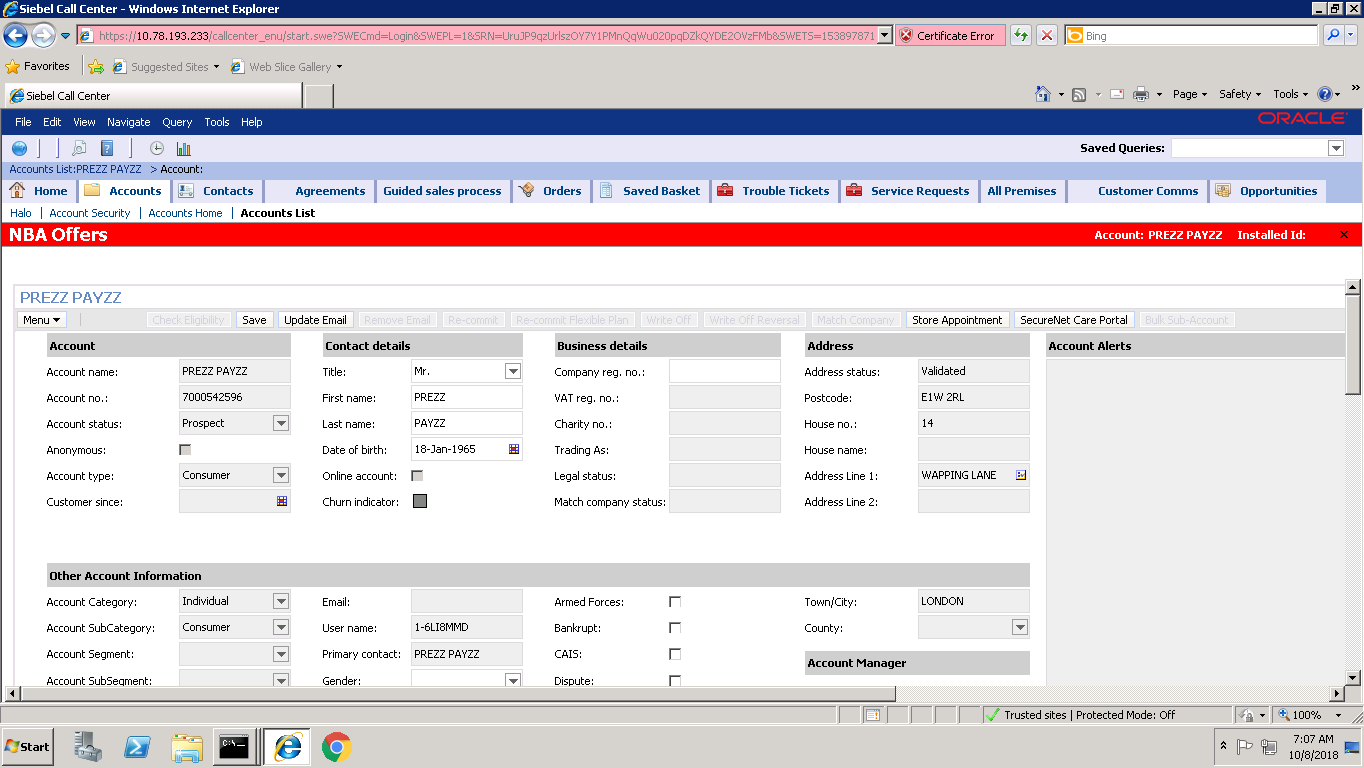 Siebel Call Center - Windows Internet Explorer
https://10.78.193.233/callcenter_enu/start.swe?SWECmd=Login&SWEPL=1&SRN=UruJP9qzUrlszOY7Y1PMnQqWu020pqDZkQYDE2OVzFMb&SWETS=153897871 Certificate Error Bing
Favorites Suggested Sites Web Slice Gallery
Siebel Call Center Page Safety Tools
File Edit View Navigate Query Tools Help ORACLE
Saved Queries:
Accounts List:PREZZ PAYZZ > Account:
Home Accounts Contacts Agreements Guided sales process Orders Saved Basket Trouble Tickets Service Requests All Premises Customer Comms Opportunities
Halo | Account Security | Accounts Home | Accounts List
NBA Offers Account: PREZZ PAYZZ Installed Id:
PREZZ PAYZZ
Menu Check Eligibility Save Update Email Remove Email Re-commit Re-commit Flexible Plan Write Off Write Off Reversal Match Company Store Appointment SecureNet Care Portal Bulk Sub-Account
Account Contact details Business details Address Account Alerts
Account name: PREZZ PAYZZ Title: Mr. Company reg. no.: Address status: Validated
Account no.: 7000542596 First name: PREZZ VAT reg. no.: Postcode: E1W 2RL
Account status: Prospect Last name: PAYZZ Charity no.: House no.: 14
Anonymous: Date of birth: 18-Jan-1965 Trading As: House name:
Account type: Consumer Online account: Legal status: Address Line 1: WAPPING LANE
Customer since: Churn indicator: Match company status: Address Line 2:
Other Account Information
Account Category: Individual Email: Armed Forces: Town/City: LONDON
Account SubCategory: Consumer User name: 1-6LI8MMD Bankrupt: County:
Account Segment: Primary contact: PREZZ PAYZZ CAIS: Account Manager
Account SubSegment: Gender: Dispute:
Trusted sites | Protected Mode: Off 100%
Start C:\ 7:07 AM
10/8/2018